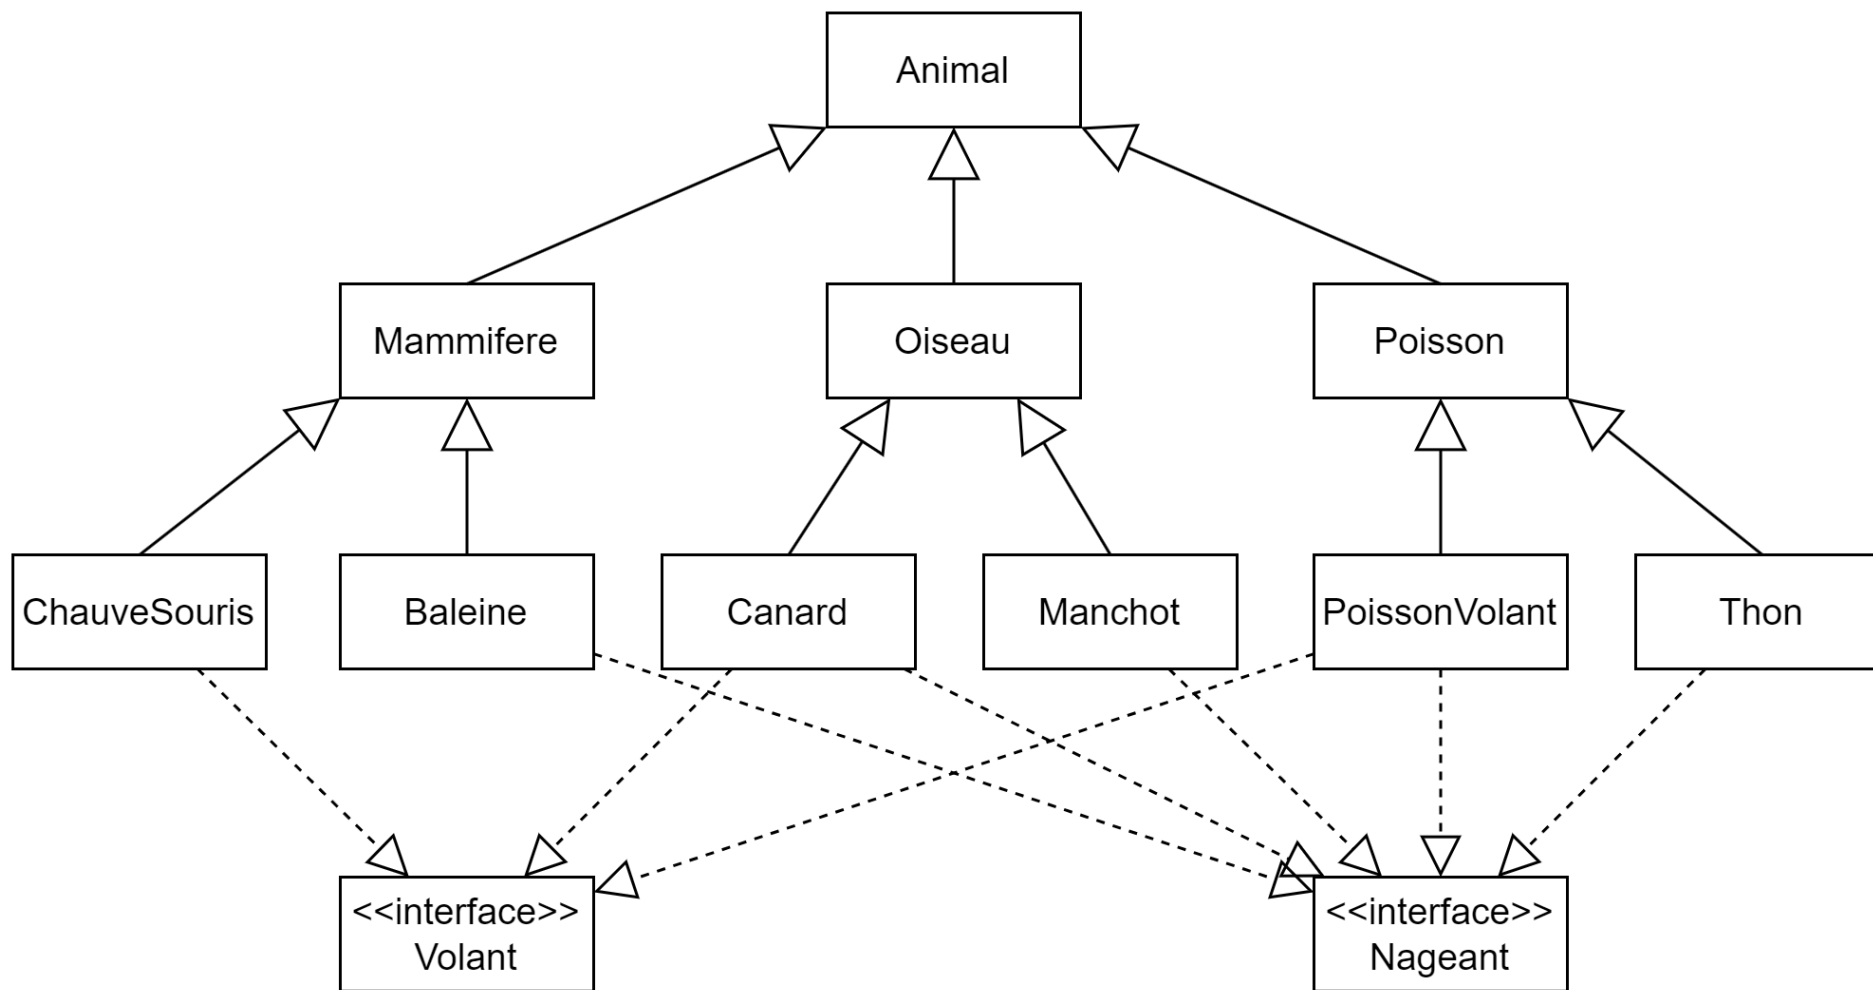 Animal
Mammifere
Oiseau
Poisson
ChauveSouris
Baleine
Canard
Manchot
PoissonVolant
Thon
<<interface>>
Volant
<<interface>>
Nageant